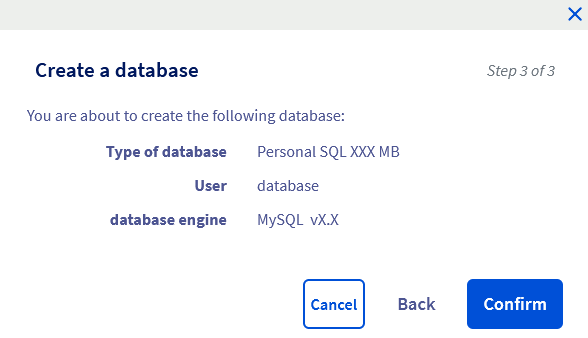 Create a database
Step 3 of 3
You are about to create the following database:
Type of database Personal SQL XXX MB
User database
database engine MySQL vX.X
Cancel Back Confirm